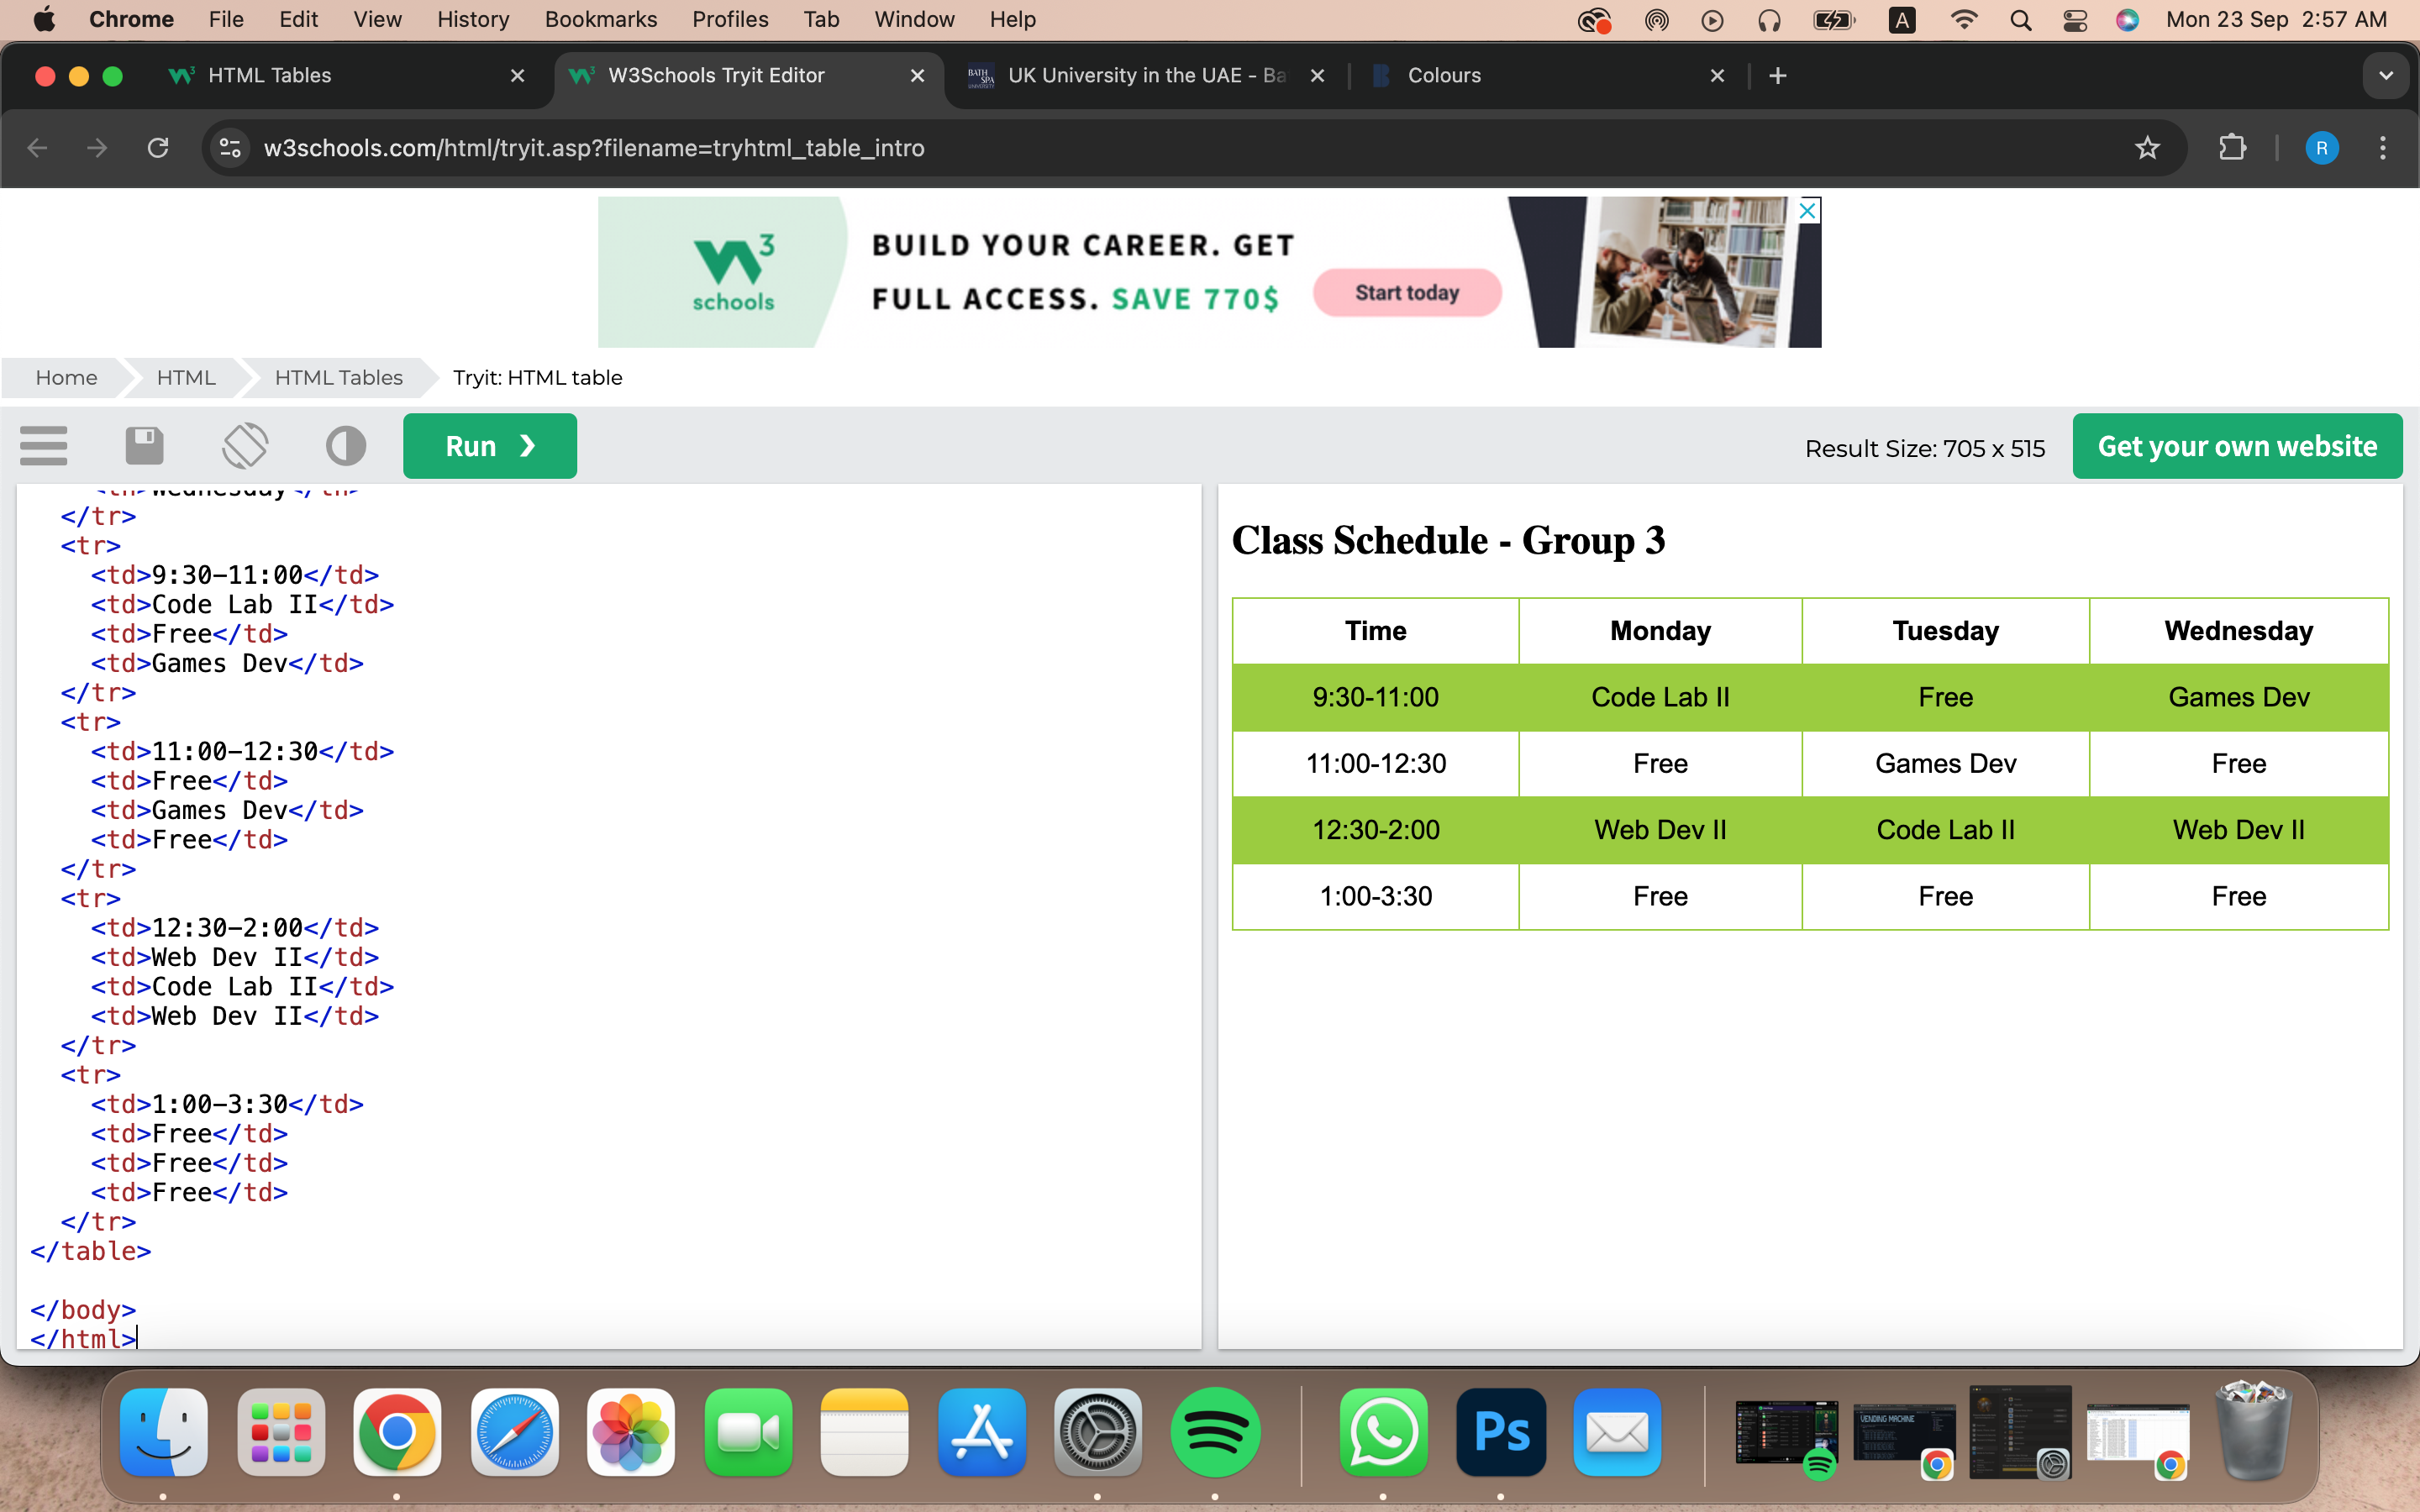 Chrome File Edit View History Bookmarks Profiles Tab Window Help A Mon 23 Sep 2:57 AM
HTML Tables W3Schools Tryit Editor UK University in the UAE - Ba Colours
w3schools.com/html/tryit.asp?filename=tryhtml_table_intro R
3
schools
BUILD YOUR CAREER. GET
FULL ACCESS. SAVE 770$
Start today
Home HTML HTML Tables Tryit: HTML table
Run ❯ Result Size: 705 x 515 Get your own website
<th>Wednesday</th>
</tr>
<tr>
<td>9:30-11:00</td>
<td>Code Lab II</td>
<td>Free</td>
<td>Games Dev</td>
</tr>
<tr>
<td>11:00-12:30</td>
<td>Free</td>
<td>Games Dev</td>
<td>Free</td>
</tr>
<tr>
<td>12:30-2:00</td>
<td>Web Dev II</td>
<td>Code Lab II</td>
<td>Web Dev II</td>
</tr>
<tr>
<td>1:00-3:30</td>
<td>Free</td>
<td>Free</td>
<td>Free</td>
</tr>
</table>
</body>
</html>
Class Schedule - Group 3
Time Monday Tuesday Wednesday
9:30-11:00 Code Lab II Free Games Dev
11:00-12:30 Free Games Dev Free
12:30-2:00 Web Dev II Code Lab II Web Dev II
1:00-3:30 Free Free Free
Ps
VENDING MACHINE